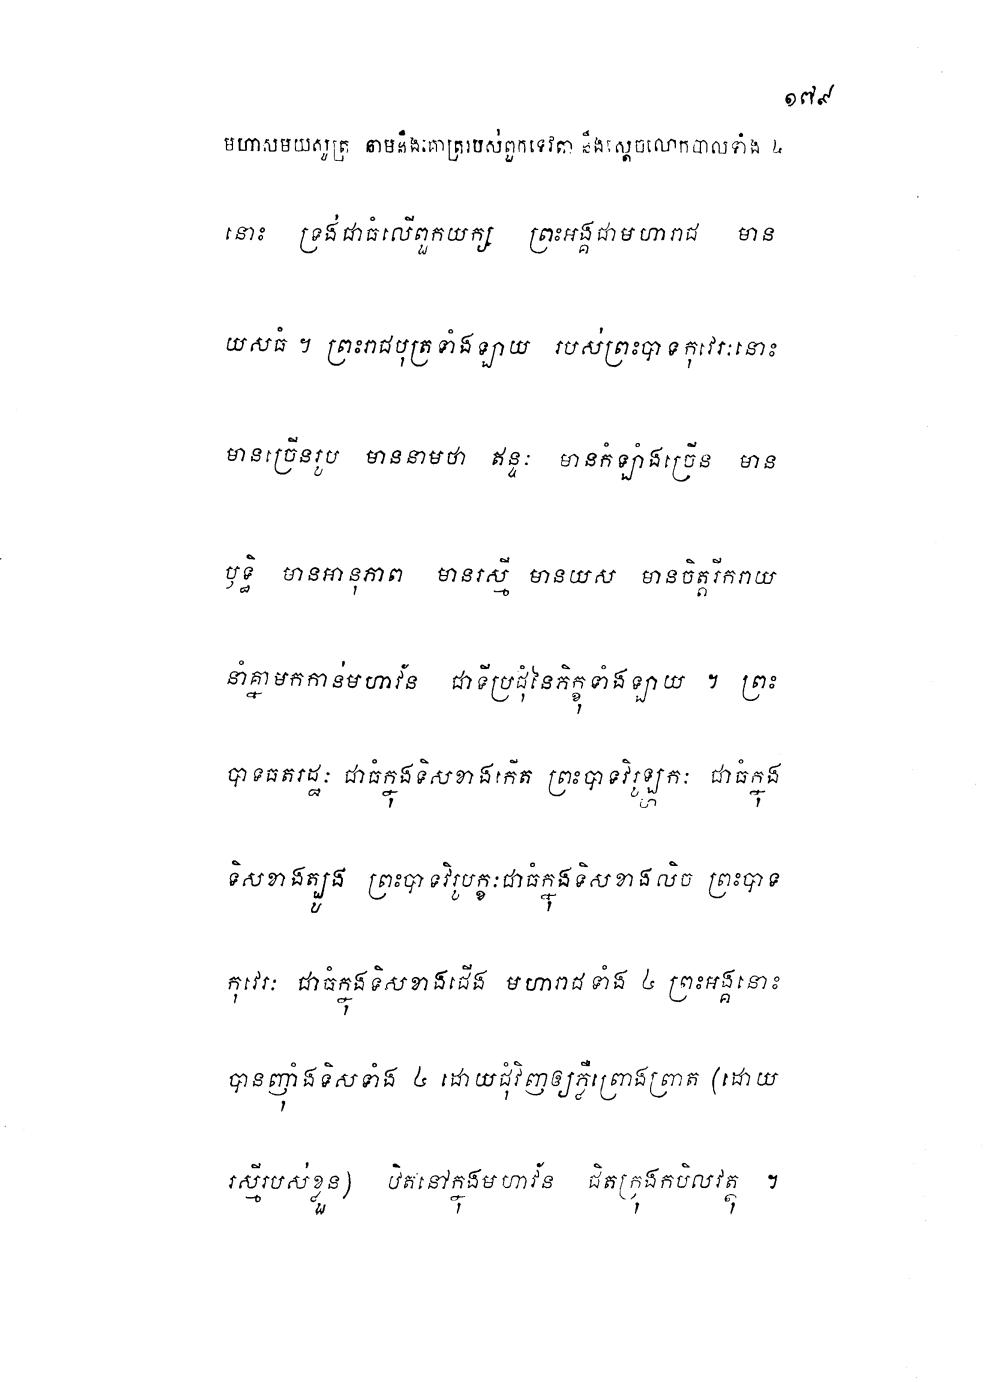 ១៧៩
មហាសមយសូត្រ នាមនឹងគោត្ររបស់ពួកទេវតា នឹងស្តេចលោកបាលទាំង ៤
នោះ ទ្រង់ជាធំលើពួកយក្ស ព្រះអង្គជាមហារាជ មាន
យសធំ ។ ព្រះរាជបុត្រទាំងឡាយ របស់ព្រះបាទកុវេរៈនោះ
មានច្រើនរូប មាននាមថា ឥន្ទៈ មានកំឡាំងច្រើន មាន
ឫទ្ធិ មានអានុភាព មានរស្មី មានយស មានចិត្តរីករាយ
នាំគ្នាមកកាន់មហាវ័ន ជាទីប្រជុំនៃភិក្ខុទាំងឡាយ ។ ព្រះ
បាទធតរដ្ឋៈ ជាធំក្នុងទិសខាងកើត ព្រះបាទវិរូឡ្ហកៈ ជាធំក្នុង
ទិសខាងត្បូង ព្រះបាទវិរូបក្ខៈជាធំក្នុងទិសខាងលិច ព្រះបាទ
កុវេរៈ ជាធំក្នុងទិសខាងជើង មហារាជទាំង ៤ ព្រះអង្គនោះ
បានញ៉ាំងទិសទាំង ៤ ដោយជុំវិញឲ្យភ្លឺព្រោងព្រាត (ដោយ
រស្មីរបស់ខ្លួន) ឋិតនៅក្នុងមហាវ័ន ជិតក្រុងកបិលវត្ថុ ។